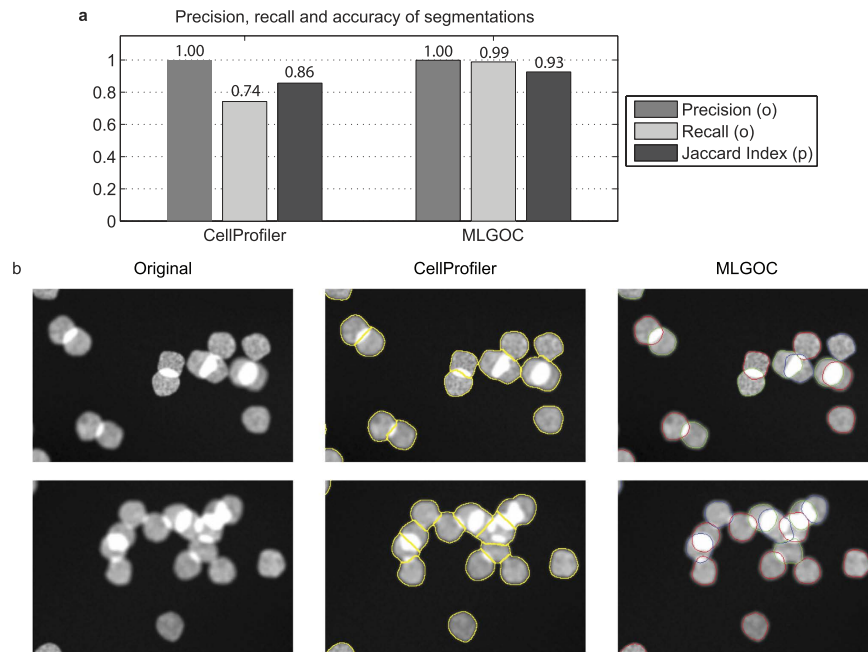 a
Precision, recall and accuracy of segmentations
1.00 0.74 0.86 1.00 0.99 0.93
1
0.8
0.6
0.4
0.2
0
CellProfiler MLGOC
Precision (o)
Recall (o)
Jaccard Index (p)
b
Original CellProfiler MLGOC